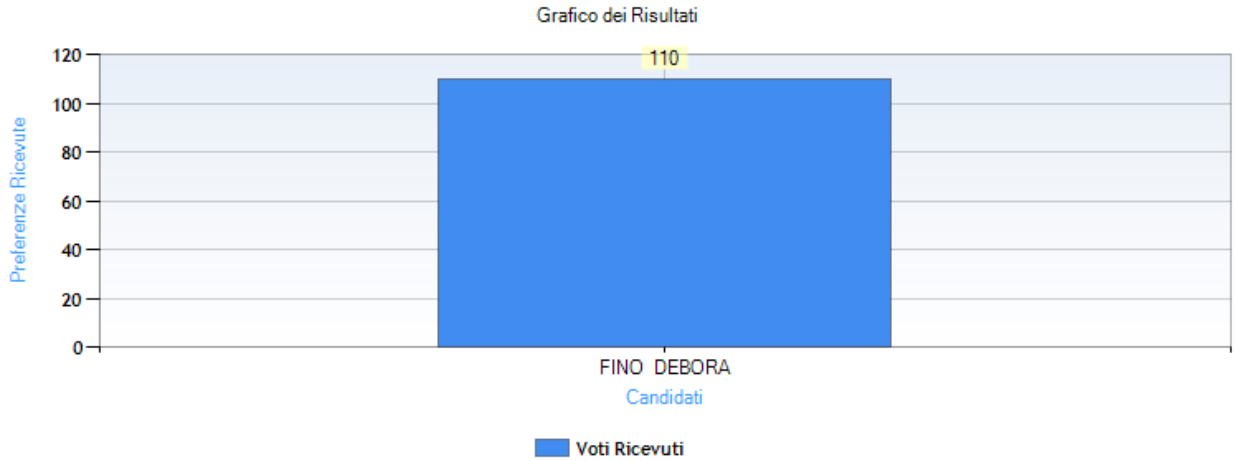 Grafico dei Risultati
120
110
100
80
60
40
20
0
Preferenze Ricevute
FINO DEBORA
Candidati
Voti Ricevuti